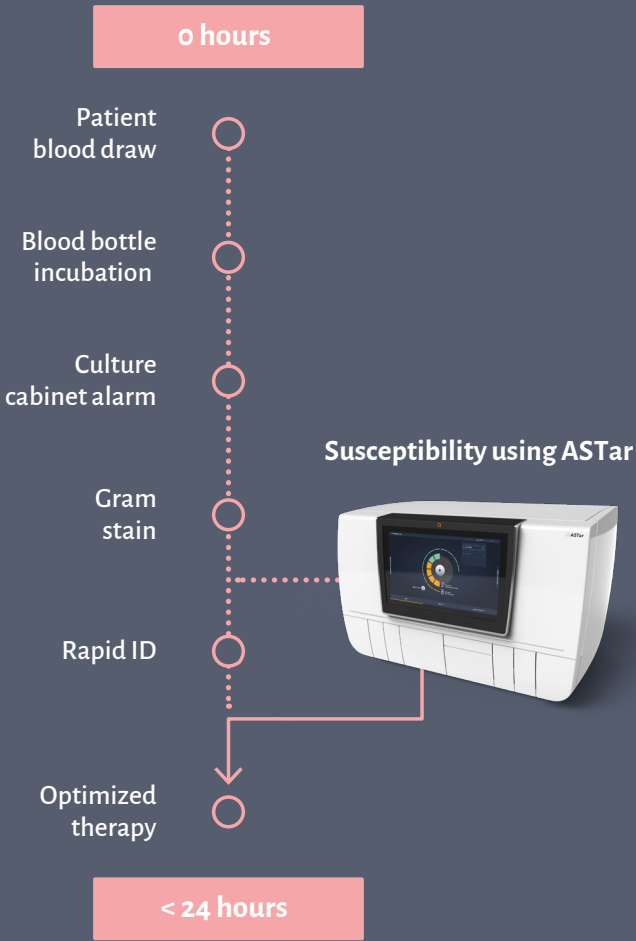 0 hours
Patient
blood draw
Blood bottle
incubation
Culture
cabinet alarm
Susceptibility using ASTar
Gram
stain
ASTar
Rapid ID
Optimized
therapy
< 24 hours